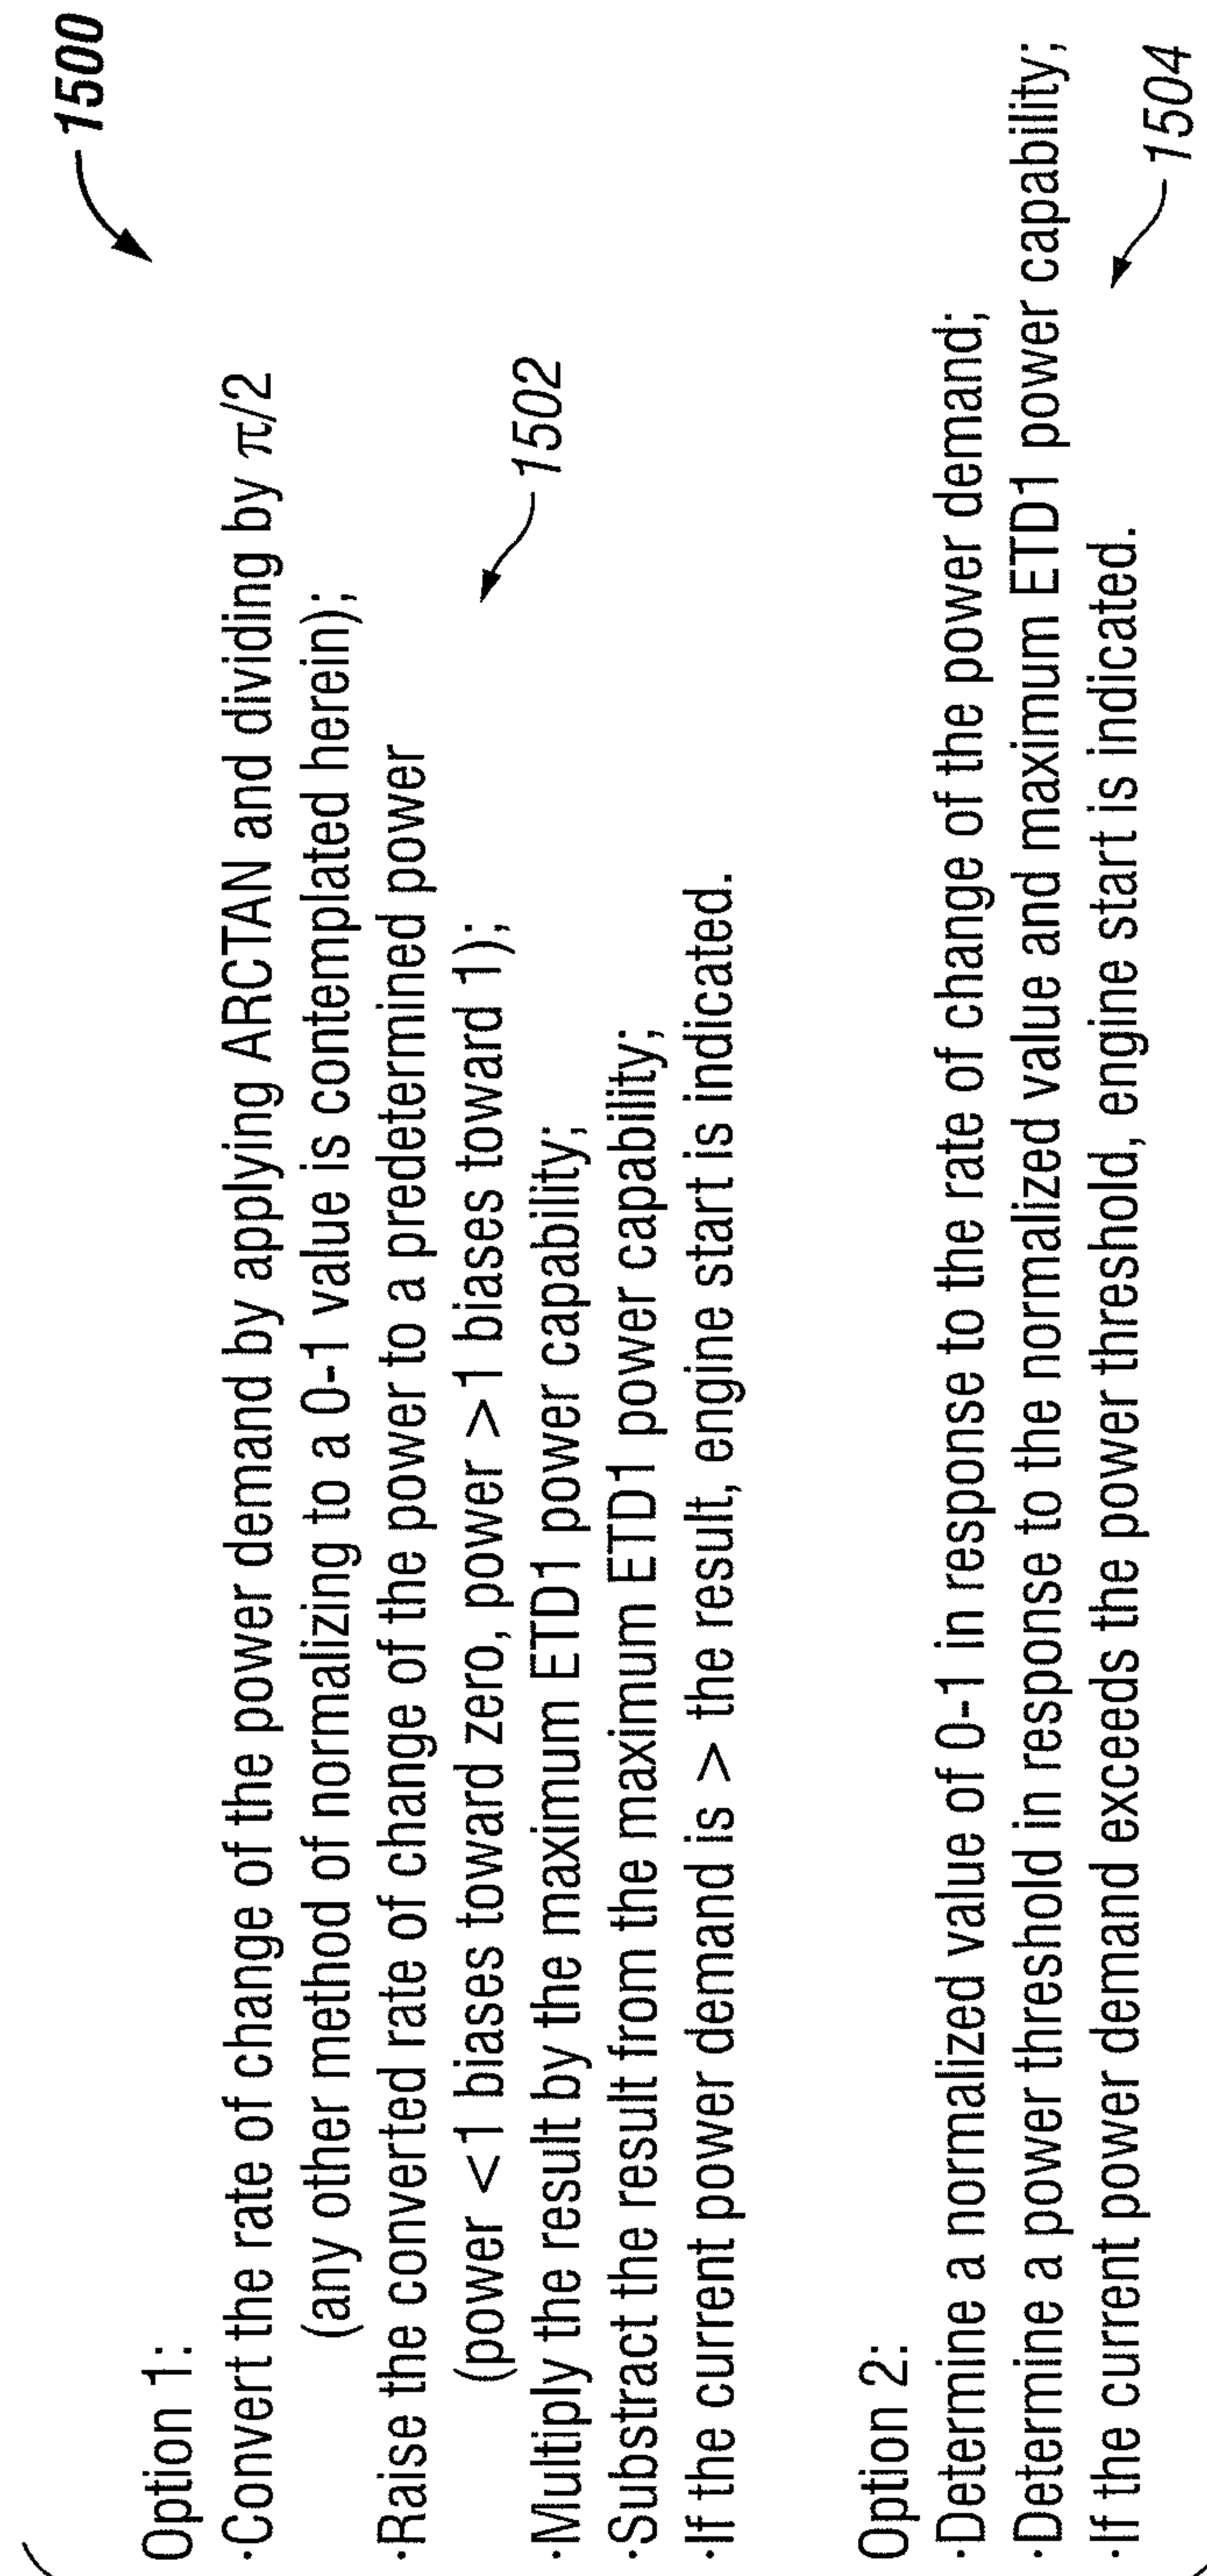 1500
Option 1:
·Convert the rate of change of the power demand by applying ARCTAN and dividing by π/2
(any other method of normalizing to a 0-1 value is contemplated herein);
·Raise the converted rate of change of the power to a predetermined power
(power <1 biases toward zero, power >1 biases toward 1);
·Multiply the result by the maximum ETD1 power capability;
·Substract the result from the maximum ETD1 power capability;
·If the current power demand is > the result, engine start is indicated.
1502
Option 2:
·Determine a normalized value of 0-1 in response to the rate of change of the power demand;
·Determine a power threshold in response to the normalized value and maximum ETD1 power capability;
·If the current power demand exceeds the power threshold, engine start is indicated.
1504